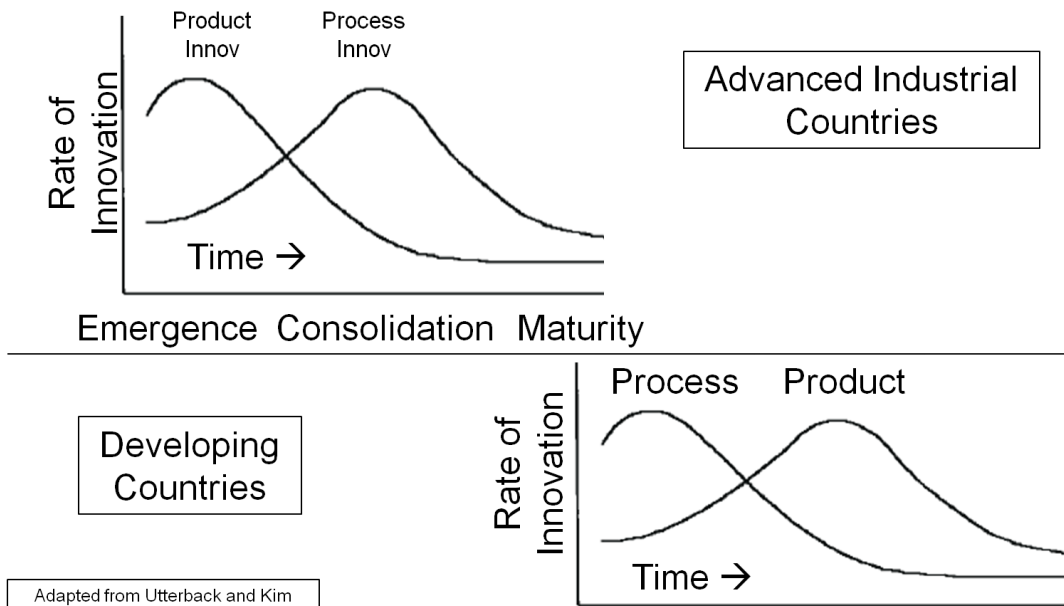 Product
Innov
Process
Innov
Advanced Industrial
Countries
Rate of
Innovation
Time →
Emergence Consolidation Maturity
Developing
Countries
Process Product
Rate of
Innovation
Time →
Adapted from Utterback and Kim